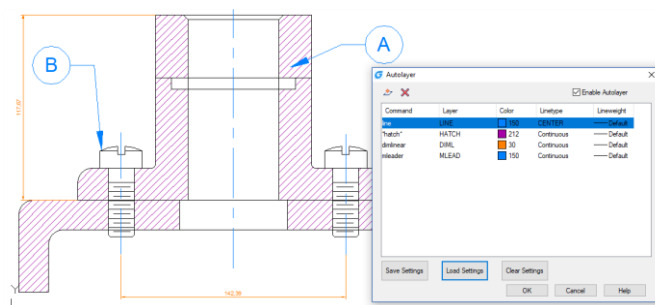 A
B
117,67
142,39
Y
Autolayer
Enable Autolayer
Command Layer Color Linetype Lineweight
line LINE 150 CENTER Default
"hatch" HATCH 212 Continuous Default
dimlinear DIML 30 Continuous Default
mleader MLEAD 150 Continuous Default
Save Settings Load Settings Clear Settings
OK Cancel Help